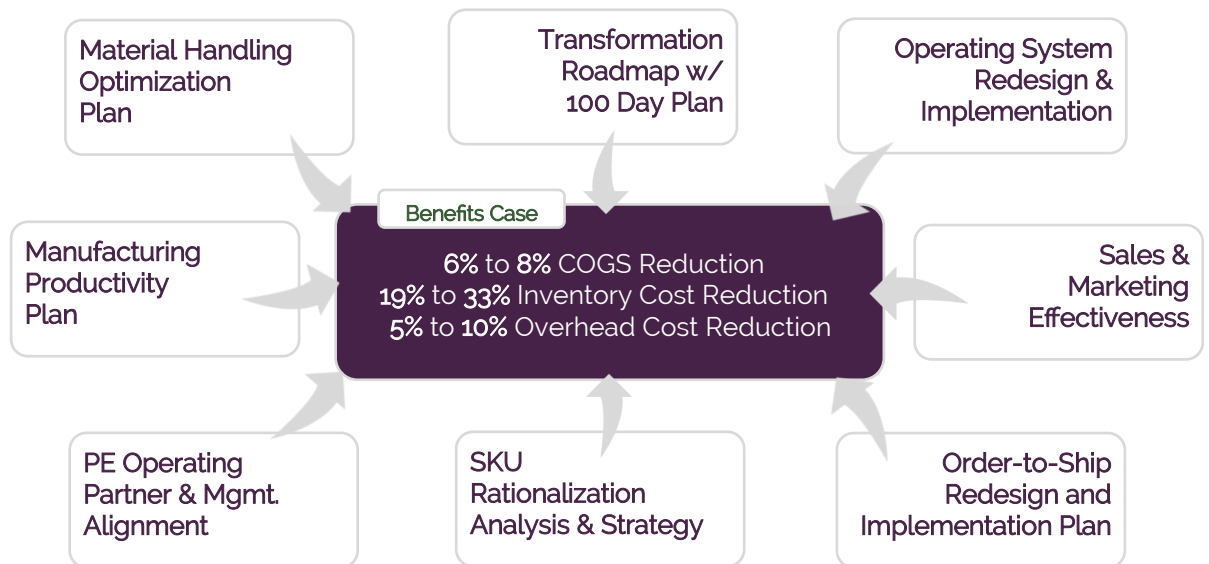 Material Handling
Optimization
Plan
Transformation
Roadmap w/
100 Day Plan
Operating System
Redesign &
Implementation
Manufacturing
Productivity
Plan
Benefits Case
6% to 8% COGS Reduction
19% to 33% Inventory Cost Reduction
5% to 10% Overhead Cost Reduction
Sales &
Marketing
Effectiveness
PE Operating
Partner & Mgmt.
Alignment
SKU
Rationalization
Analysis & Strategy
Order-to-Ship
Redesign and
Implementation Plan